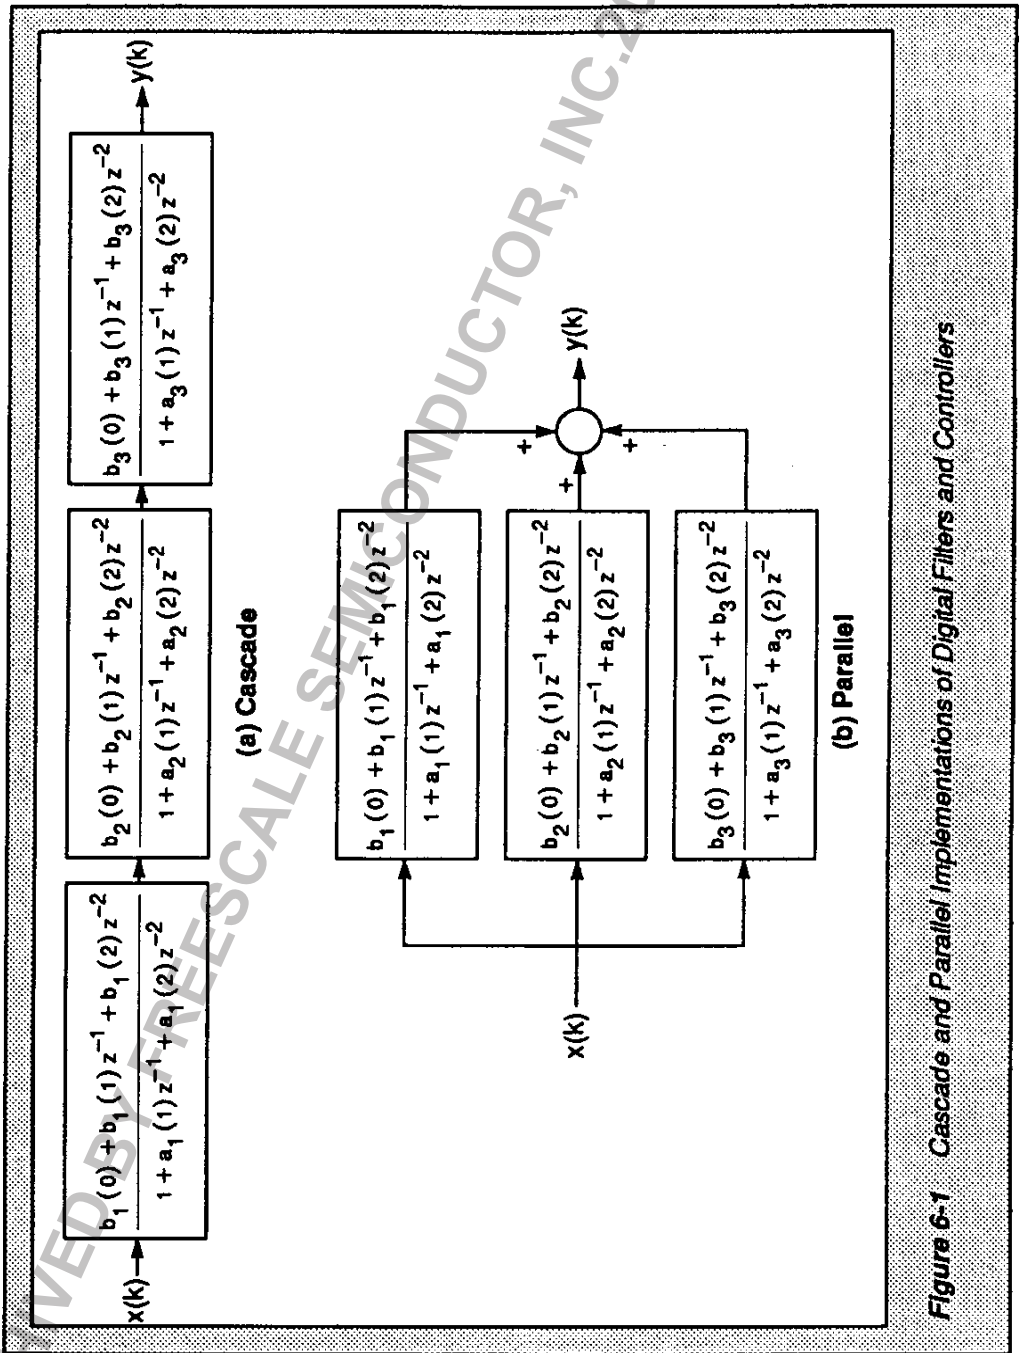 x(k)
b₁(0) + b₁(1) z⁻¹ + b₁(2) z⁻²
1 + a₁(1) z⁻¹ + a₁(2) z⁻²
b₂(0) + b₂(1) z⁻¹ + b₂(2) z⁻²
1 + a₂(1) z⁻¹ + a₂(2) z⁻²
b₃(0) + b₃(1) z⁻¹ + b₃(2) z⁻²
1 + a₃(1) z⁻¹ + a₃(2) z⁻²
y(k)
(a) Cascade
x(k)
b₁(0) + b₁(1) z⁻¹ + b₁(2) z⁻²
1 + a₁(1) z⁻¹ + a₁(2) z⁻²
b₂(0) + b₂(1) z⁻¹ + b₂(2) z⁻²
1 + a₂(1) z⁻¹ + a₂(2) z⁻²
b₃(0) + b₃(1) z⁻¹ + b₃(2) z⁻²
1 + a₃(1) z⁻¹ + a₃(2) z⁻²
+
+
+
y(k)
(b) Parallel
Figure 6-1 Cascade and Parallel Implementations of Digital Filters and Controllers
IVED BY FREESCALE SEMICONDUCTOR, INC.